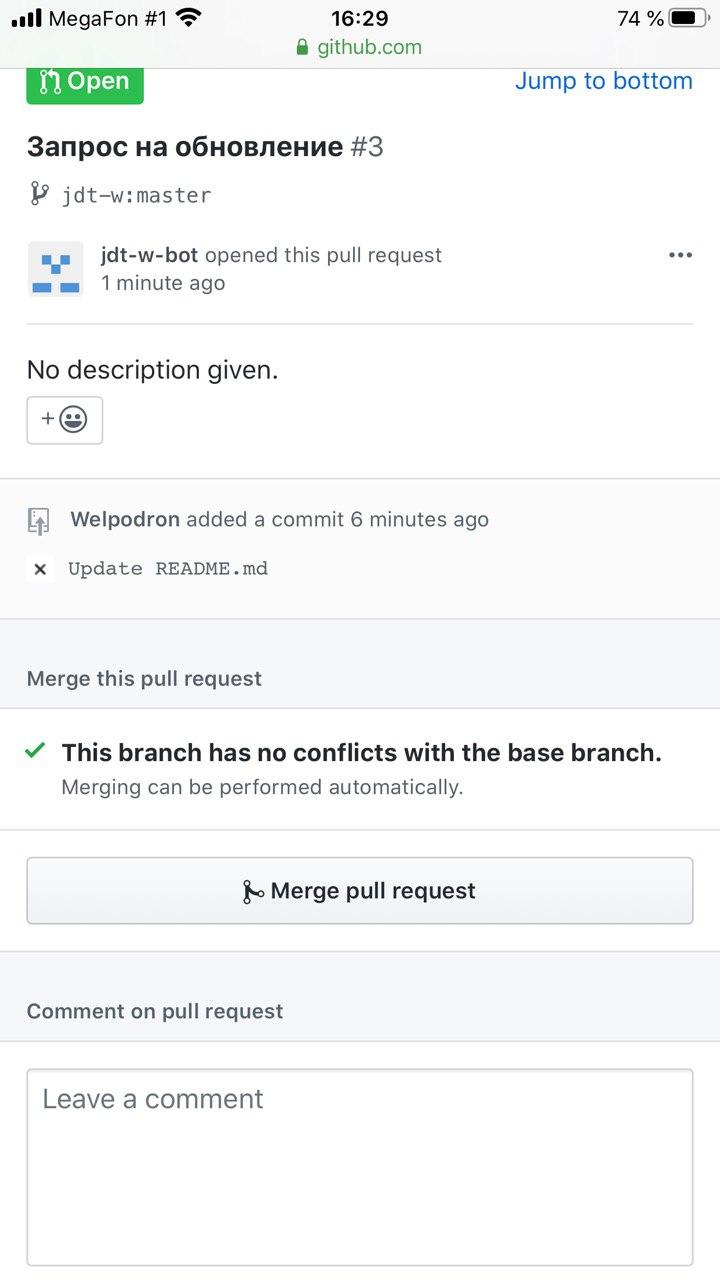 MegaFon #1 16:29 74 %
github.com
Open Jump to bottom
Запрос на обновление #3
jdt-w:master
jdt-w-bot opened this pull request
1 minute ago
No description given.
+
Welpodron added a commit 6 minutes ago
Update README.md
Merge this pull request
This branch has no conflicts with the base branch.
Merging can be performed automatically.
Merge pull request
Comment on pull request
Leave a comment